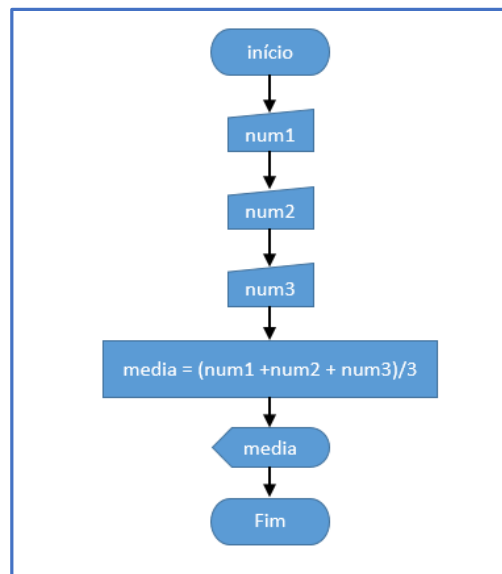 início
num1
num2
num3
media = (num1 +num2 + num3)/3
media
Fim